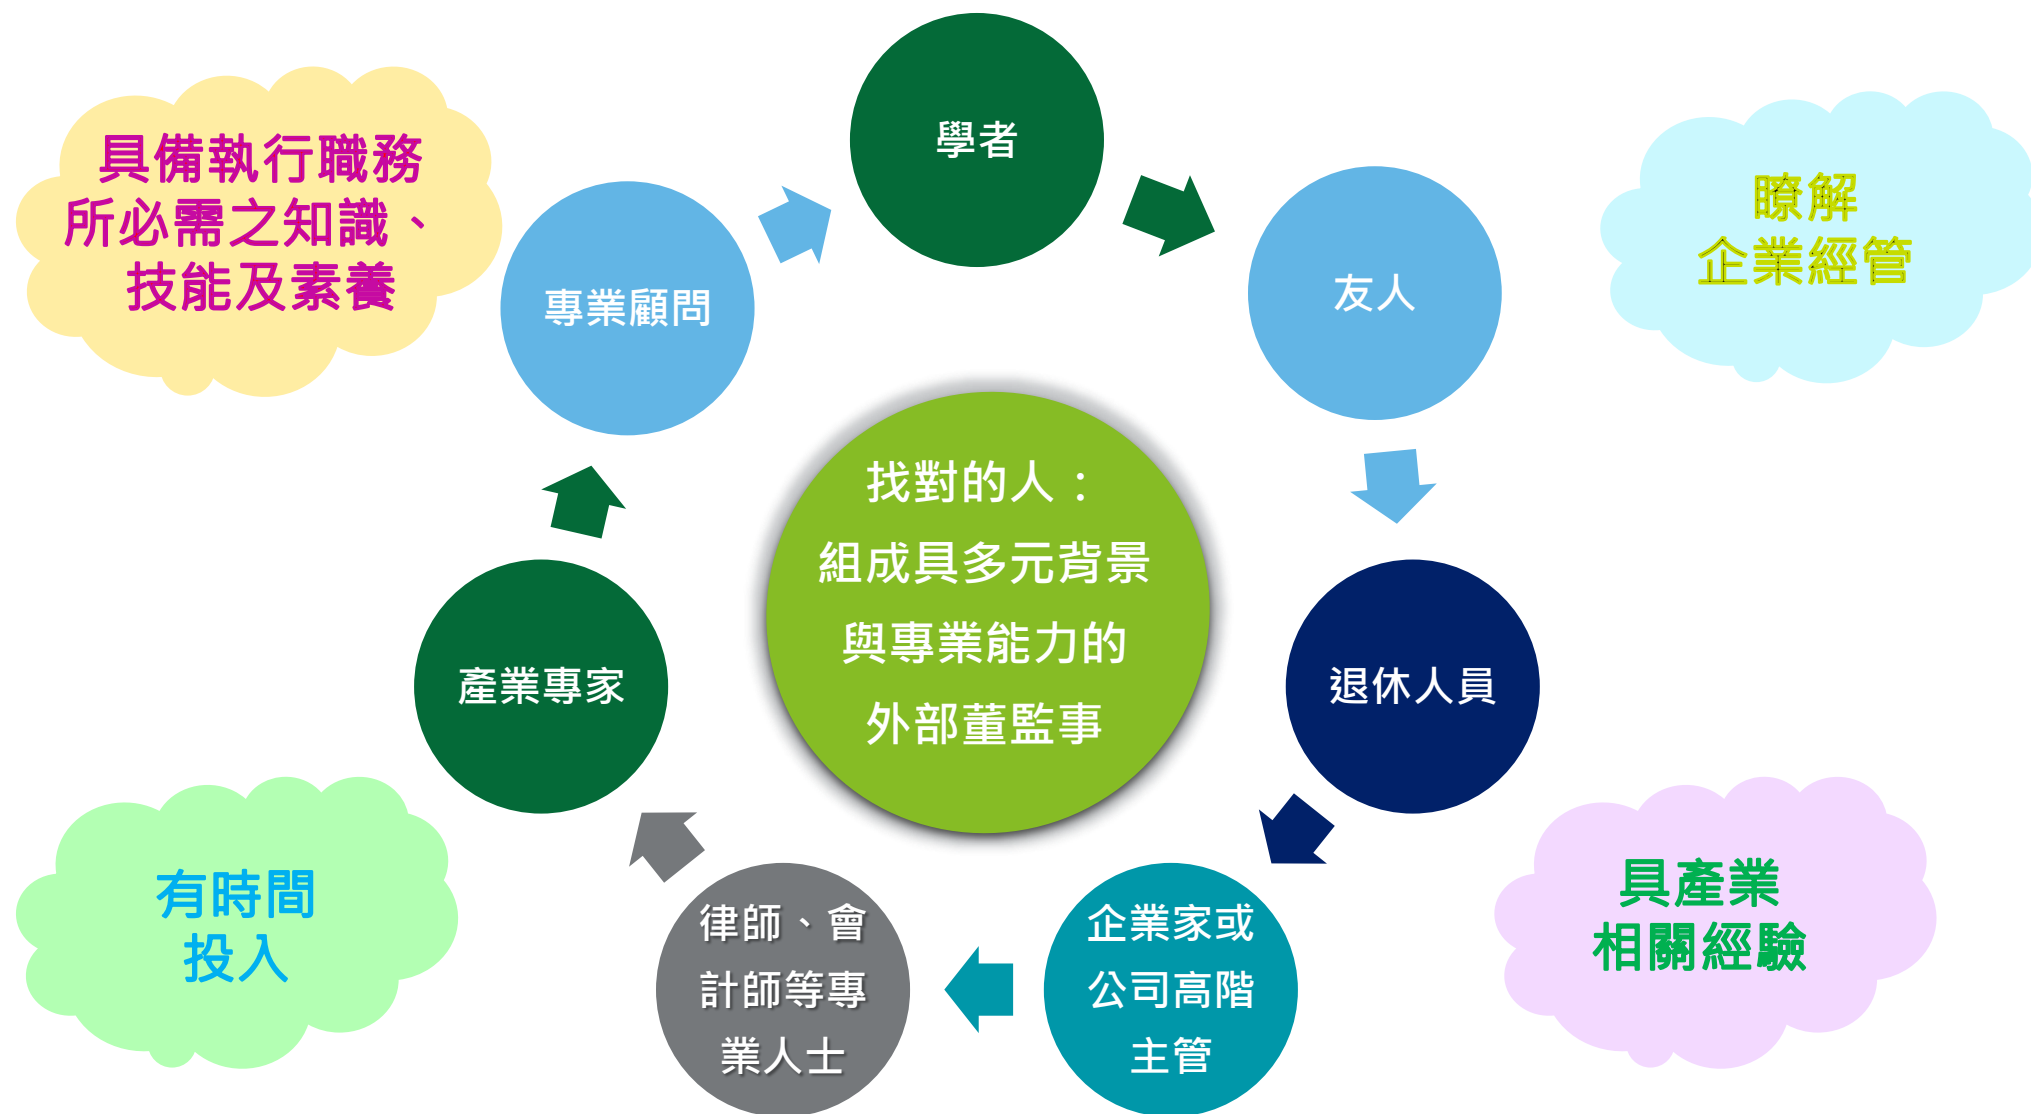 具備執行職務
所必需之知識、
技能及素養
學者
瞭解
企業經管
專業顧問
友人
找對的人：
組成具多元背景
與專業能力的
外部董監事
產業專家
退休人員
有時間
投入
律師、會
計師等專
業人士
企業家或
公司高階
主管
具產業
相關經驗